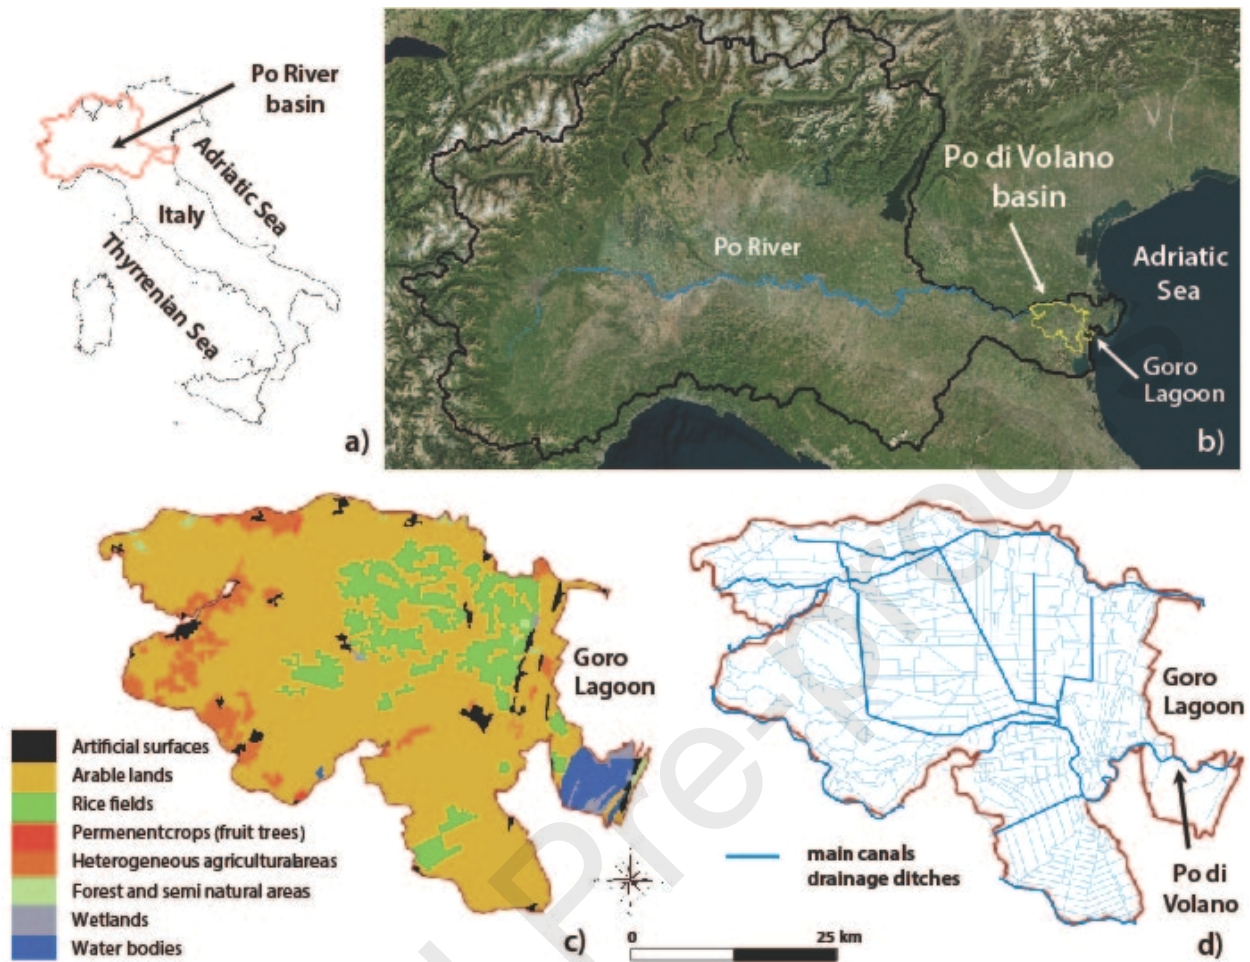 Po River
basin
Adriatic Sea
Italy
Thyrrenian Sea
a)
Po di Volano
basin
Po River
Adriatic
Sea
Goro
Lagoon
b)
Goro
Lagoon
Artificial surfaces
Arable lands
Rice fields
Permenentcrops (fruit trees)
Heterogeneous agriculturalareas
Forest and semi natural areas
Wetlands
Water bodies
c)
0 25 km
main canals
drainage ditches
Goro
Lagoon
Po di
Volano
d)
Pre-proofs